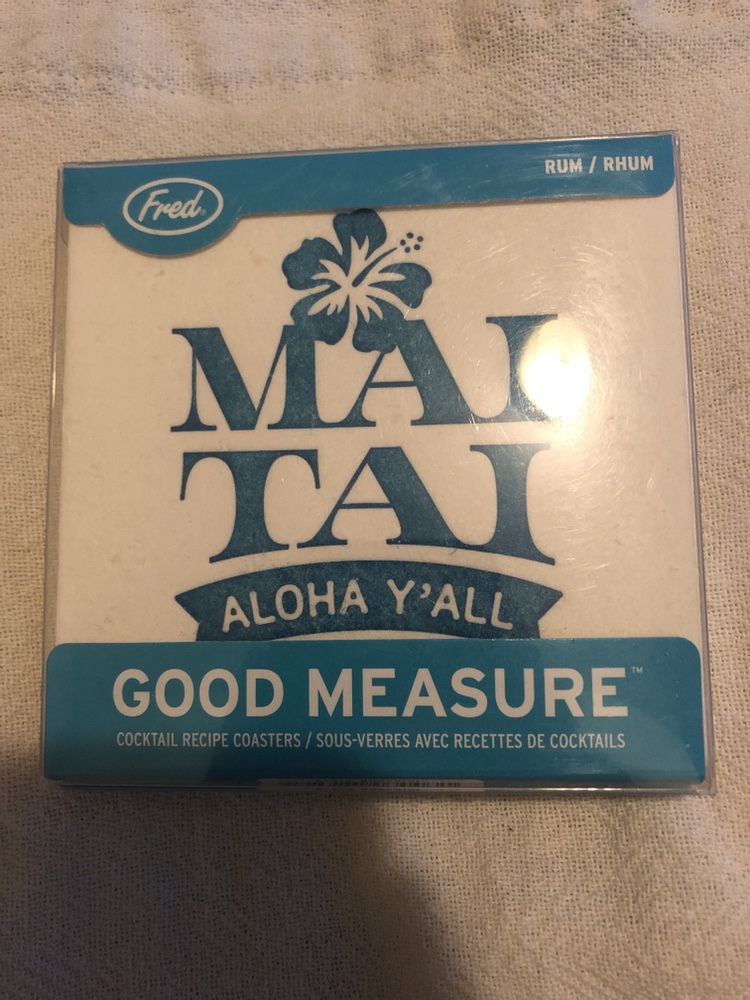 Fred
RUM / RHUM
MAI
TAI
ALOHA Y'ALL
GOOD MEASURE™
COCKTAIL RECIPE COASTERS / SOUS-VERRES AVEC RECETTES DE COCKTAILS